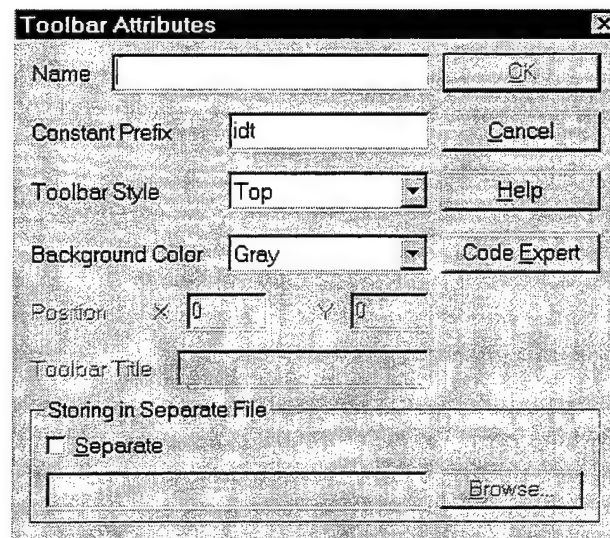 Toolbar Attributes
Name OK
Constant Prefix idt Cancel
Toolbar Style Top Help
Background Color Gray Code Expert
Position X 0 Y 0
Toolbar Title
Storing in Separate File
Separate
Browse...